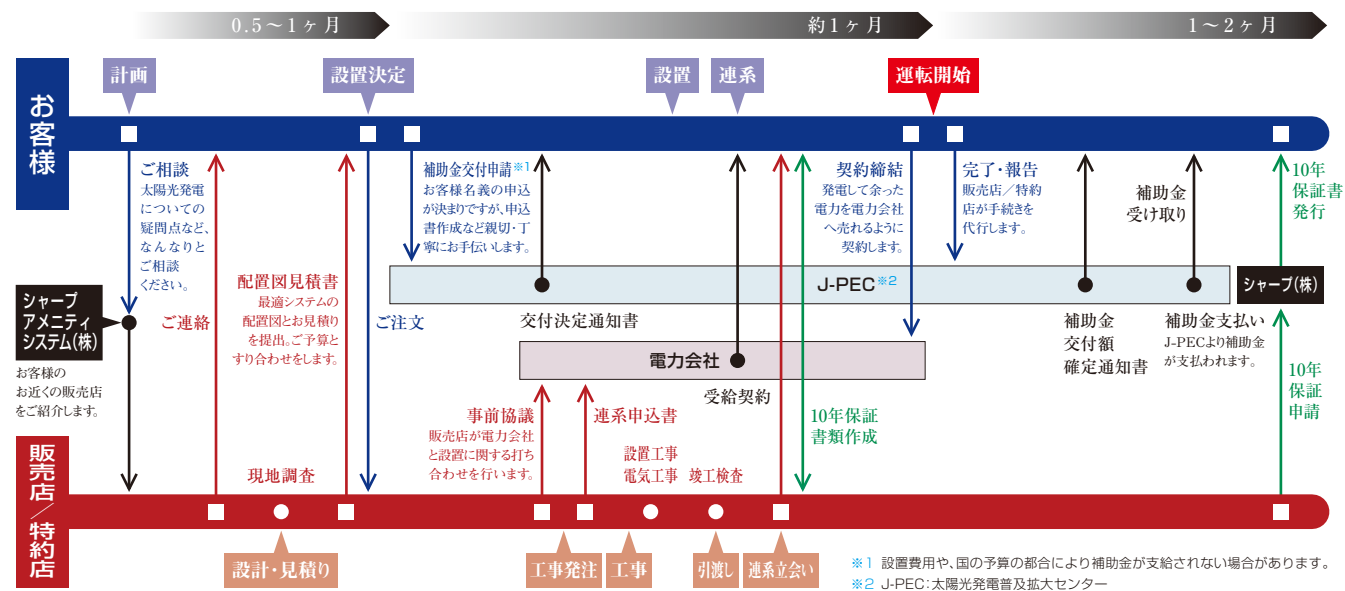 0.5～1ヶ月
約1ヶ月
1～2ヶ月
計画
設置決定
設置
連系
運転開始
お客様
ご相談
太陽光発電
についての
疑問点など、
なんなりと
ご相談
ください。
補助金交付申請※1
お客様名義の申込
が決まりですが、申込
書作成など親切・丁
寧にお手伝いします。
契約締結
発電して余った
電力を電力会社
へ売れるように
契約します。
完了・報告
販売店／特約
店が手続きを
代行します。
補助金
受け取り
10年
保証書
発行
シャープ
アメニティ
システム(株)
お客様の
お近くの販売店
をご紹介します。
ご連絡
配置図見積書
最適システムの
配置図とお見積り
を提出。ご予算と
すり合わせをします。
ご注文
J-PEC※2
シャープ(株)
交付決定通知書
補助金
交付額
確定通知書
補助金支払い
J-PECより補助金
が支払われます。
電力会社
受給契約
10年
保証
申請
事前協議
販売店が電力会社
と設置に関する打ち
合わせを行います。
連系申込書
10年保証
書類作成
現地調査
設置工事
電気工事
竣工検査
販売店／特約店
設計・見積り
工事発注
工事
引渡し
連系立会い
※1 設置費用や、国の予算の都合により補助金が支給されない場合があります。
※2 J-PEC：太陽光発電普及拡大センター